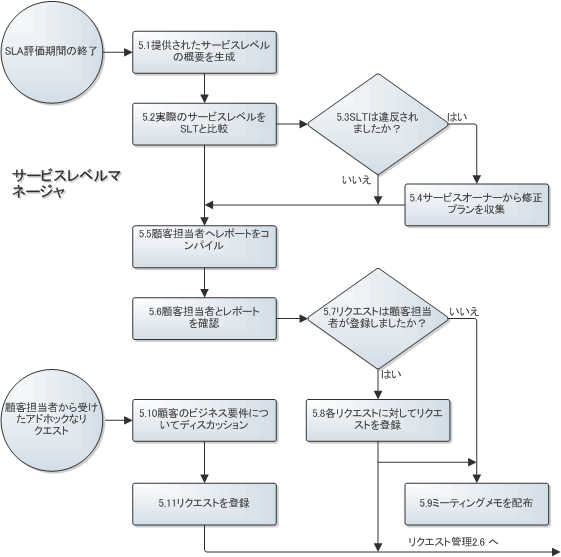 SLA評価期間の終了
5.1提供されたサービスレベル
の概要を生成
5.2実際のサービスレベルを
SLTと比較
5.3SLTは違反され
ましたか？
はい
いいえ
サービスレベルマ
ネージャ
5.4サービスオーナーから修正
プランを収集
5.5顧客担当者へレポートをコ
ンパイル
5.6顧客担当者とレポート
を確認
5.7リクエストは顧客担当
者が登録しましたか？
いいえ
はい
顧客担当者から受け
たアドホックなリ
クエスト
5.10顧客のビジネス要件につ
いてディスカッション
5.8各リクエストに対してリクエ
ストを登録
5.11リクエストを登録
5.9ミーティングメモを配布
リクエスト管理2.6 へ